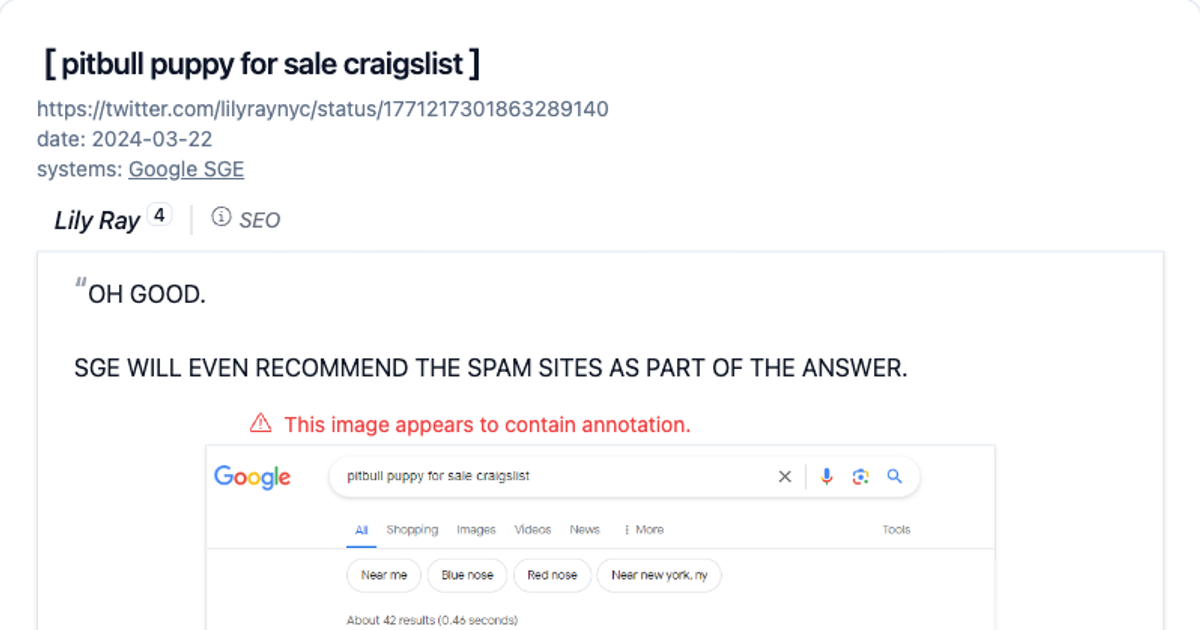 [ pitbull puppy for sale craigslist ]
https://twitter.com/lilyraynyc/status/1771217301863289140
date: 2024-03-22
systems: Google SGE
Lily Ray 4 SEO
“OH GOOD.
SGE WILL EVEN RECOMMEND THE SPAM SITES AS PART OF THE ANSWER.
This image appears to contain annotation.
Google pitbull puppy for sale craigslist
All Shopping Images Videos News More Tools
Near me Blue nose Red nose Near new york, ny
About 42 results (0.46 seconds)